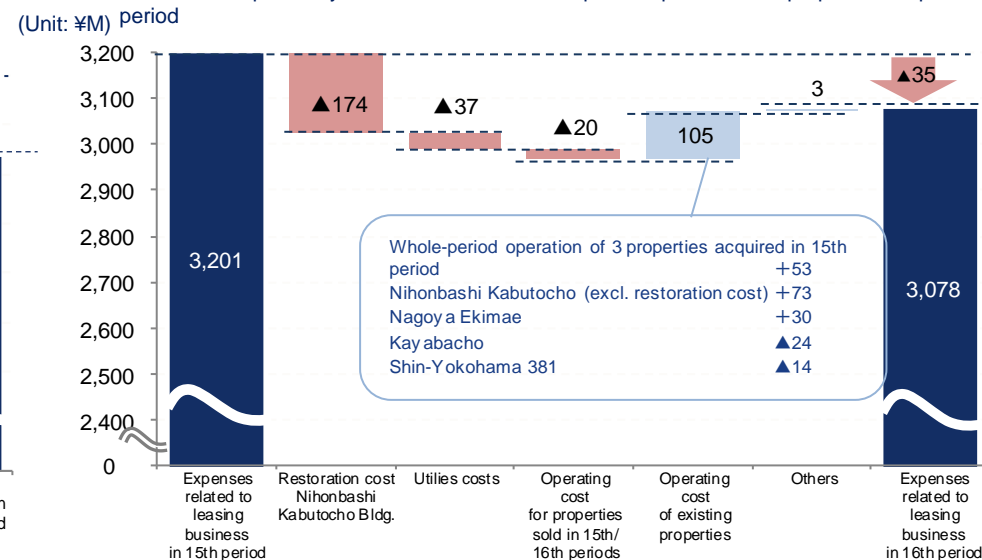 (Unit: ¥M)
period
3,200
3,100
3,000
2,900
2,800
2,700
2,600
2,500
2,400
0
3,201
▲174
▲37
▲20
105
3
▲35
3,078
Whole-period operation of 3 properties acquired in 15th
period +53
Nihonbashi Kabutocho (excl. restoration cost) +73
Nagoya Ekimae +30
Kayabacho ▲24
Shin-Yokohama 381 ▲14
Expenses
related to
leasing
business
in 15th period
Restoration cost
Nihonbashi
Kabutocho Bldg.
Utilies costs
Operating
cost
for properties
sold in 15th/
16th periods
Operating
cost
of existing
properties
Others
Expenses
related to
leasing
business
in 16th period